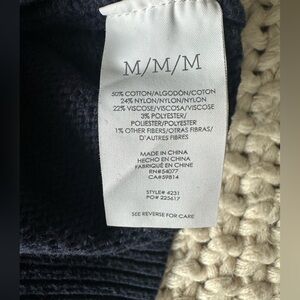 M/M/M
50% COTTON/ALGODÓN/COTON
24% NYLON/NYLON/NYLON
22% VISCOSE/VISCOSA/VISCOSE
3% POLYESTER/
POLIÉSTER/POLYESTER
1% OTHER FIBERS/OTRAS FIBRAS/
D'AUTRES FIBRES
MADE IN CHINA
HECHO EN CHINA
FABRIQUÉ EN CHINE
RN#54077
CA#59814
STYLE# 4231
PO# 225617
SEE REVERSE FOR CARE